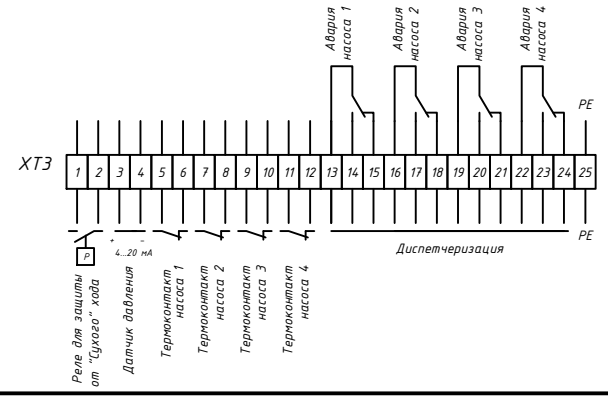 Авария
насоса 1
Авария
насоса 2
Авария
насоса 3
Авария
насоса 4
PE
XT3
1 2 3 4 5 6 7 8 9 10 11 12 13 14 15 16 17 18 19 20 21 22 23 24 25
PE
P
+ -
4...20 мА
Диспетчеризация
Реле для защиты
от "Сухого" хода
Датчик давления
Термоконтакт
насоса 1
Термоконтакт
насоса 2
Термоконтакт
насоса 3
Термоконтакт
насоса 4